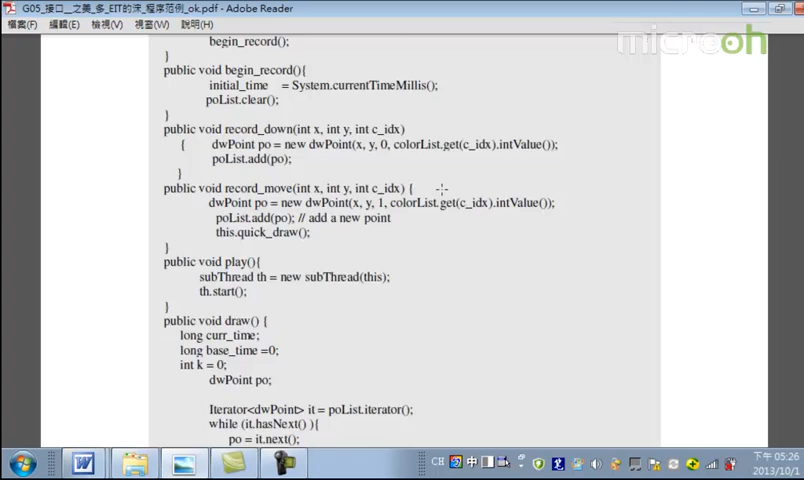 G05_接口__之美_多_EIT的演_程序范例_ok.pdf - Adobe Reader
檔案(F) 編輯(E) 檢視(V) 視窗(W) 說明(H)
microoh
begin_record();
}
public void begin_record(){
initial_time = System.currentTimeMillis();
poList.clear();
}
public void record_down(int x, int y, int c_idx)
{ dwPoint po = new dwPoint(x, y, 0, colorList.get(c_idx).intValue());
poList.add(po);
}
public void record_move(int x, int y, int c_idx) {
dwPoint po = new dwPoint(x, y, 1, colorList.get(c_idx).intValue());
poList.add(po); // add a new point
this.quick_draw();
}
public void play(){
subThread th = new subThread(this);
th.start();
}
public void draw() {
long curr_time;
long base_time =0;
int k = 0;
dwPoint po;
Iterator<dwPoint> it = poList.iterator();
while (it.hasNext() ){
po = it.next();
CH 中
下午 05:26
2013/10/1